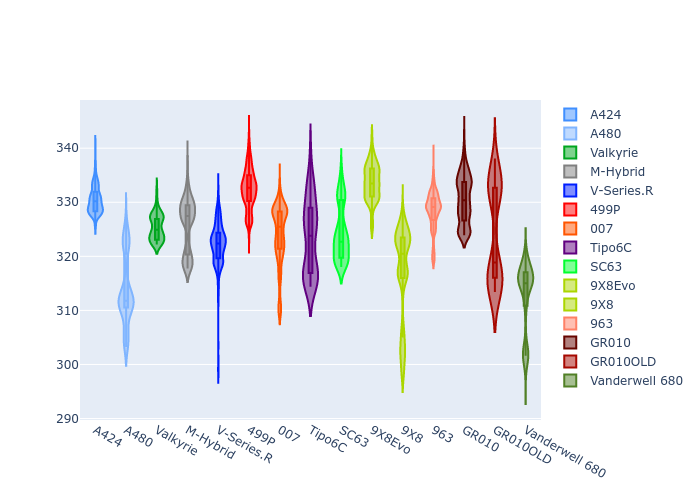 340
330
320
310
300
290
A424
A480
Valkyrie
M-Hybrid
V-Series.R
499P
007
Tipo6C
SC63
9X8Evo
9X8
963
GR010
GR010OLD
Vanderwell 680
A424
A480
Valkyrie
M-Hybrid
V-Series.R
499P
007
Tipo6C
SC63
9X8Evo
9X8
963
GR010
GR010OLD
Vanderwell 680